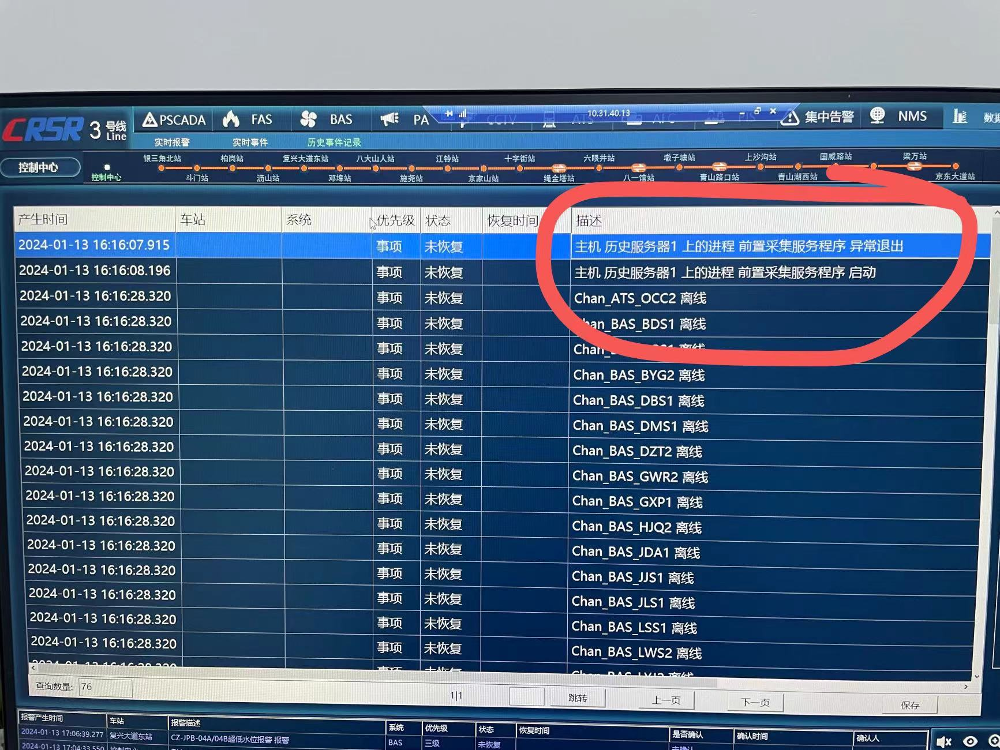 CRSR 3 号线 Line
PSCADA FAS BAS PA CCTV 10.31.40.13 ATS AFC 集中告警 NMS
实时报警 实时事件 历史事件记录
控制中心 控制中心
银三角北站 柏岗站 复兴大道东站 八大山人站 江铃站 十字街站 六眼井站 墩子塘站 上沙沟站 国威路站 梁万站
斗门站 沥山站 邓埠站 施尧站 京家山站 绳金塔站 八一馆站 青山路口站 青山湖西站 京东大道站
产生时间 车站 系统 优先级 状态 恢复时间 描述
2024-01-13 16:16:07.915 事项 未恢复 主机 历史服务器1 上的进程 前置采集服务程序 异常退出
2024-01-13 16:16:08.196 事项 未恢复 主机 历史服务器1 上的进程 前置采集服务程序 启动
2024-01-13 16:16:28.320 事项 未恢复 Chan_ATS_OCC2 离线
2024-01-13 16:16:28.320 事项 未恢复 Chan_BAS_BDS1 离线
2024-01-13 16:16:28.320 事项 未恢复 离线
2024-01-13 16:16:28.320 事项 未恢复 Chan_BAS_BYG2 离线
2024-01-13 16:16:28.320 事项 未恢复 Chan_BAS_DBS1 离线
2024-01-13 16:16:28.320 事项 未恢复 Chan_BAS_DMS1 离线
2024-01-13 16:16:28.320 事项 未恢复 Chan_BAS_DZT2 离线
2024-01-13 16:16:28.320 事项 未恢复 Chan_BAS_GWR2 离线
2024-01-13 16:16:28.320 事项 未恢复 Chan_BAS_GXP1 离线
2024-01-13 16:16:28.320 事项 未恢复 Chan_BAS_HJQ2 离线
2024-01-13 16:16:28.320 事项 未恢复 Chan_BAS_JDA1 离线
2024-01-13 16:16:28.320 事项 未恢复 Chan_BAS_JJS1 离线
2024-01-13 16:16:28.320 事项 未恢复 Chan_BAS_JLS1 离线
2024-01-13 16:16:28.320 事项 未恢复 Chan_BAS_LSS1 离线
2024-01-13 16:16:28.320 事项 未恢复 Chan_BAS_LWS2 离线
查询数量: 76 1|1 跳转 上一页 下一页 保存
报警产生时间 车站 报警描述 系统 优先级 状态 恢复时间 是否确认 确认时间 确认人
2024-01-13 17:06:39.277 复兴大道东站 CZ-JPB-04A/04B超低水位报警 报警 BAS 三级 未恢复
2024-01-13 17:04:33.550